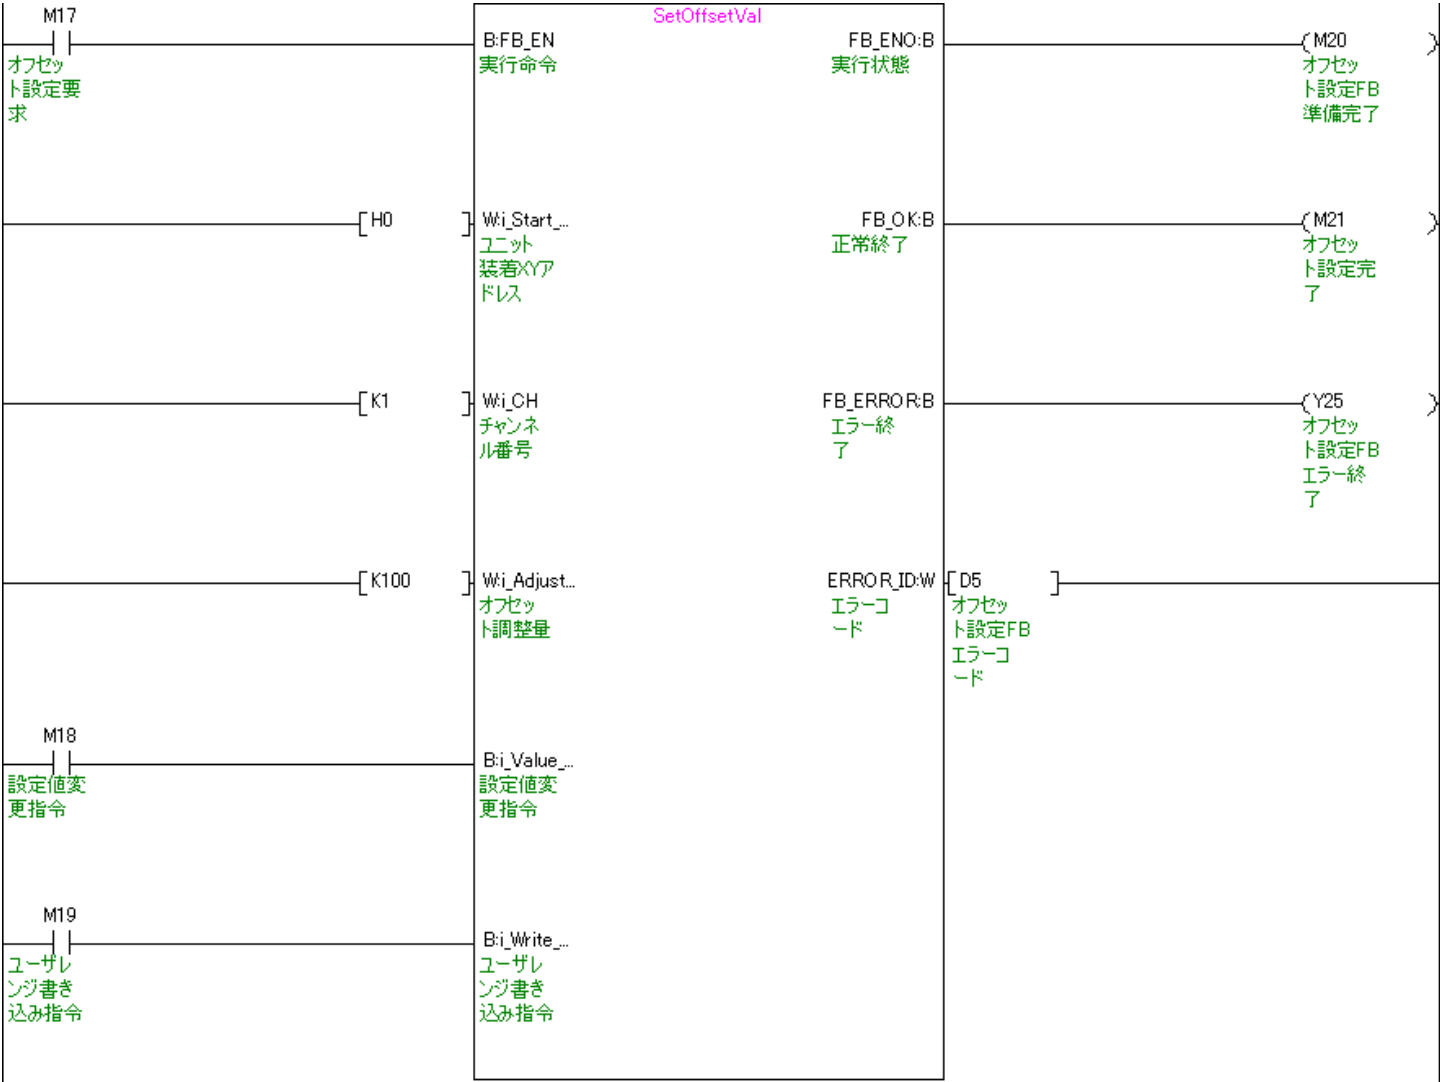 SetOffsetVal
M17
オフセッ
ト設定要
求
B:FB_EN
実行命令
FB_ENO:B
実行状態
M20
オフセッ
ト設定FB
準備完了
H0
W:i_Start_...
ユニット
装着XYア
ドレス
FB_OK:B
正常終了
M21
オフセッ
ト設定完
了
K1
W:i_CH
チャンネ
ル番号
FB_ERROR:B
エラー終
了
Y25
オフセッ
ト設定FB
エラー終
了
K100
W:i_Adjust...
オフセッ
ト調整量
ERROR_ID:W
エラーコ
ード
D5
オフセッ
ト設定FB
エラーコ
ード
M18
設定値変
更指令
B:i_Value_...
設定値変
更指令
M19
ユーザレ
ンジ書き
込み指令
B:i_Write_...
ユーザレ
ンジ書き
込み指令